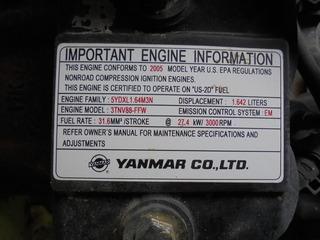 IMPORTANT ENGINE INFORMATION
THIS ENGINE CONFORMS TO 2005 MODEL YEAR U.S. EPA REGULATIONS
NONROAD COMPRESSION IGNITION ENGINES.
THIS ENGINE IS CERTIFIED TO OPERATE ON "US-2D" FUEL
ENGINE FAMILY : 5YDXL1.64M3N DISPLACEMENT : 1.642 LITERS
ENGINE MODEL : 3TNV88-FFW EMISSION CONTROL SYSTEM : EM
FUEL RATE : 31.6MM³/STROKE @ 27.4 kW/ 3000 RPM
REFER OWNER'S MANUAL FOR MAINTENANCE SPECIFICATIONS AND
ADJUSTMENTS
YANMAR CO.,LTD.